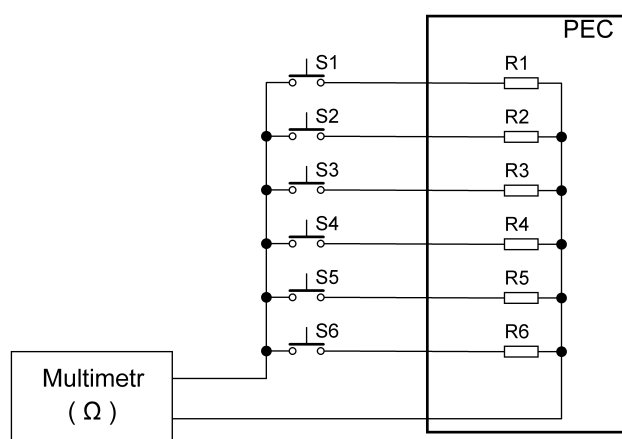 PEC
S1
R1
S2
R2
S3
R3
S4
R4
S5
R5
S6
R6
Multimetr
( Ω )